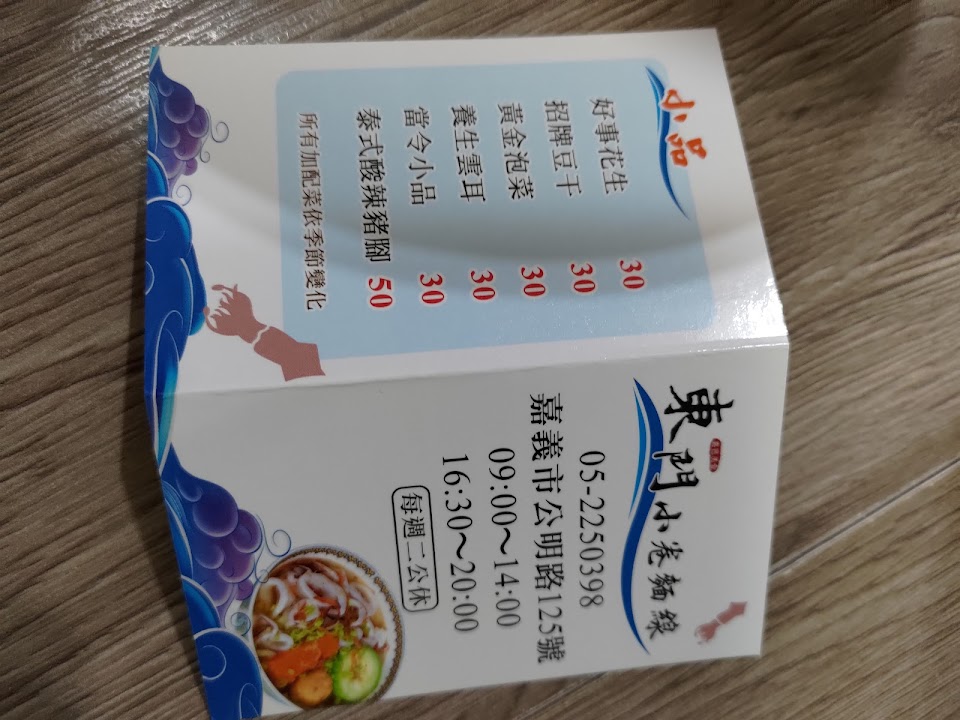 小品
好事花生 30
招牌豆干 30
黃金泡菜 30
養生雲耳 30
當令小品 30
泰式酸辣豬腳 50
所有加配菜依季節變化
東門小卷麵線
05-2250398
嘉義市公明路125號
09:00～14:00
16:30～20:00
每週二公休